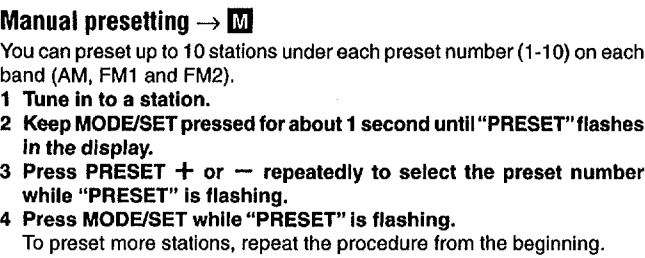 Manual presetting → M
You can preset up to 10 stations under each preset number (1-10) on each
band (AM, FM1 and FM2).
1 Tune in to a station.
2 Keep MODE/SET pressed for about 1 second until "PRESET" flashes
in the display.
3 Press PRESET + or − repeatedly to select the preset number
while "PRESET" is flashing.
4 Press MODE/SET while "PRESET" is flashing.
To preset more stations, repeat the procedure from the beginning.